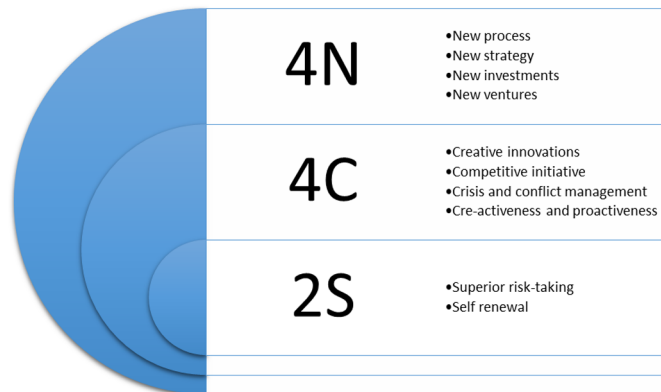 4N
•New process
•New strategy
•New investments
•New ventures
4C
•Creative innovations
•Competitive initiative
•Crisis and conflict management
•Cre-activeness and proactiveness
2S
•Superior risk-taking
•Self renewal